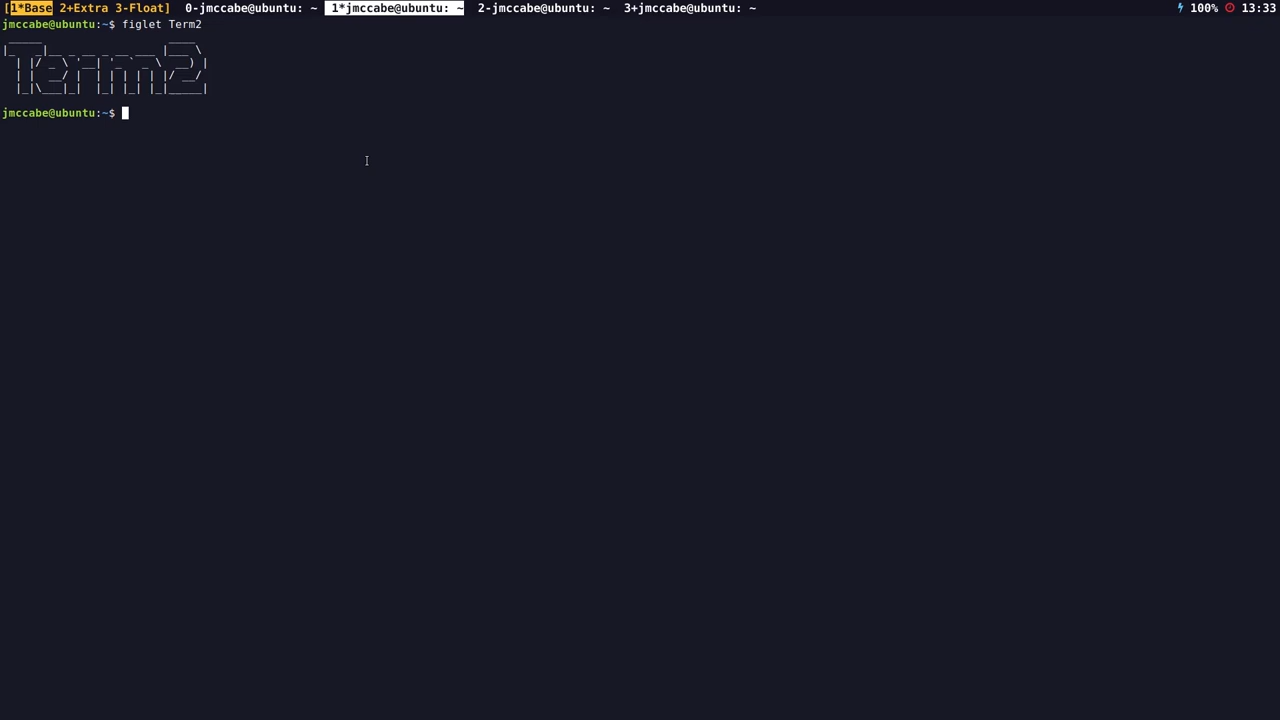 [1*Base 2+Extra 3-Float] 0-jmccabe@ubuntu: ~ 1*jmccabe@ubuntu: ~ 2-jmccabe@ubuntu: ~ 3+jmccabe@ubuntu: ~ 100% 13:33
jmccabe@ubuntu:~$ figlet Term2
Term2
jmccabe@ubuntu:~$